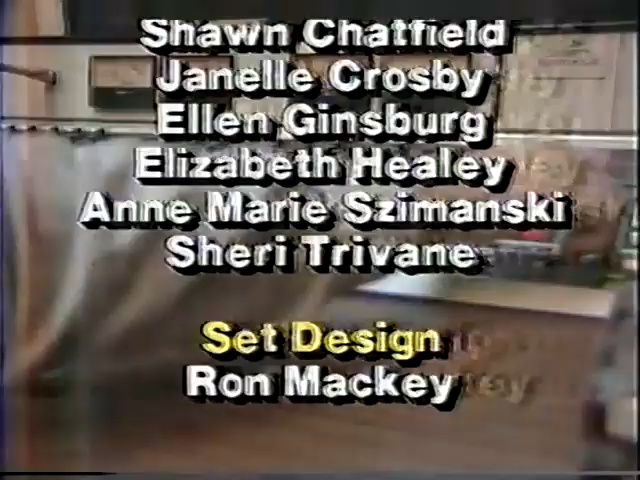 Shawn Chatfield
Janelle Crosby
Ellen Ginsburg
Elizabeth Healey
Anne Marie Szimanski
Sheri Trivane
Set Design
Ron Mackey